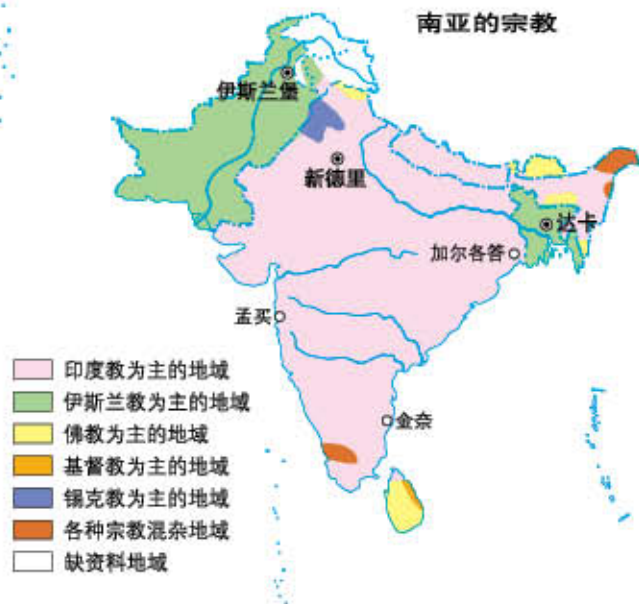 南亚的宗教
伊斯兰堡
新德里
达卡
加尔各答
孟买
金奈
印度教为主的地域
伊斯兰教为主的地域
佛教为主的地域
基督教为主的地域
锡克教为主的地域
各种宗教混杂地域
缺资料地域